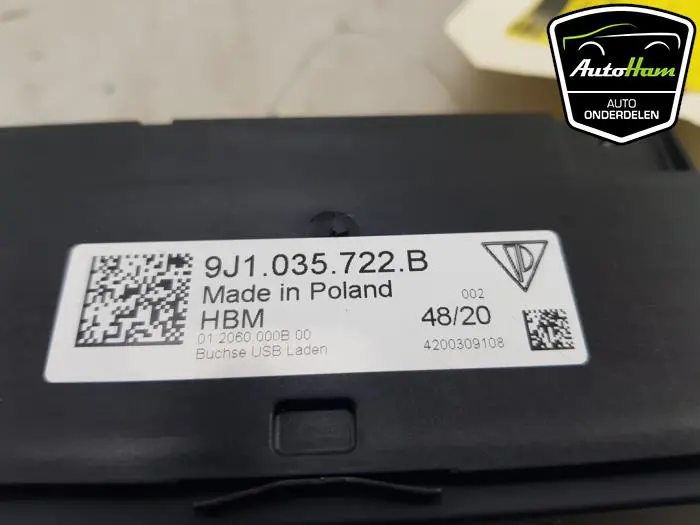 AutoHam
AUTO
ONDERDELEN
9J1.035.722.B
Made in Poland
002
HBM
48/20
01.2060.000B.00
Buchse USB Laden
4200309108